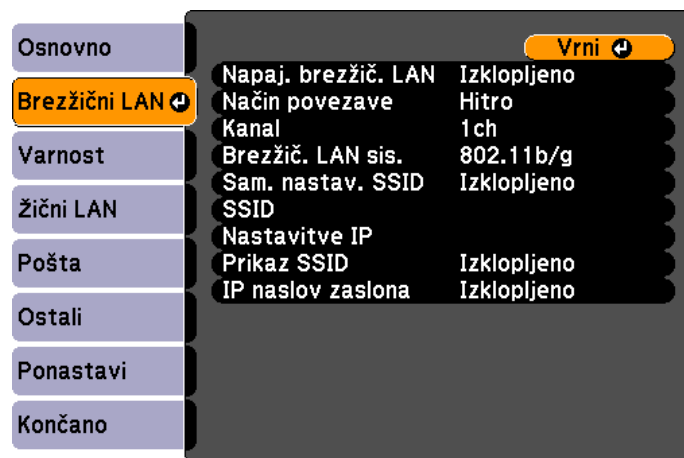 Osnovno
Brezžični LAN
Varnost
Žični LAN
Pošta
Ostali
Ponastavi
Končano
Vrni
Napaj. brezžič. LAN Izklopljeno
Način povezave Hitro
Kanal 1ch
Brezžič. LAN sis. 802.11b/g
Sam. nastav. SSID Izklopljeno
SSID
Nastavitve IP
Prikaz SSID Izklopljeno
IP naslov zaslona Izklopljeno